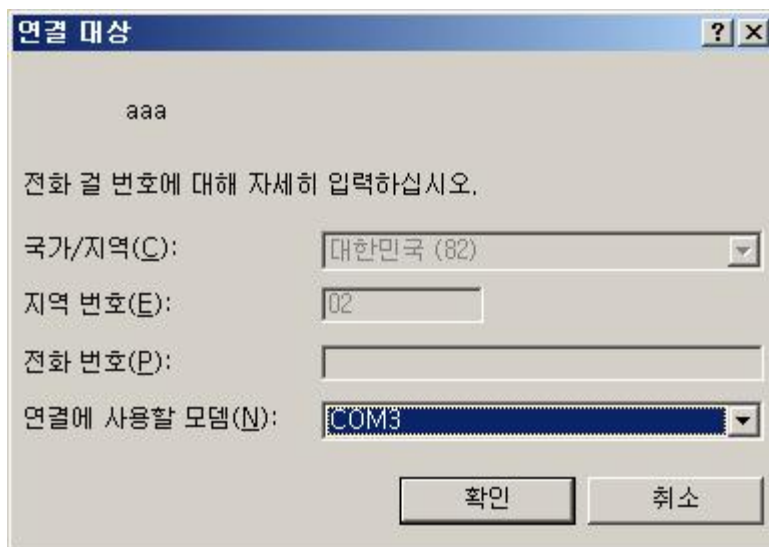 연결 대상
aaa
전화 걸 번호에 대해 자세히 입력하십시오.
국가/지역(C): 대한민국 (82)
지역 번호(E): 02
전화 번호(P):
연결에 사용할 모뎀(N): COM3
확인 취소